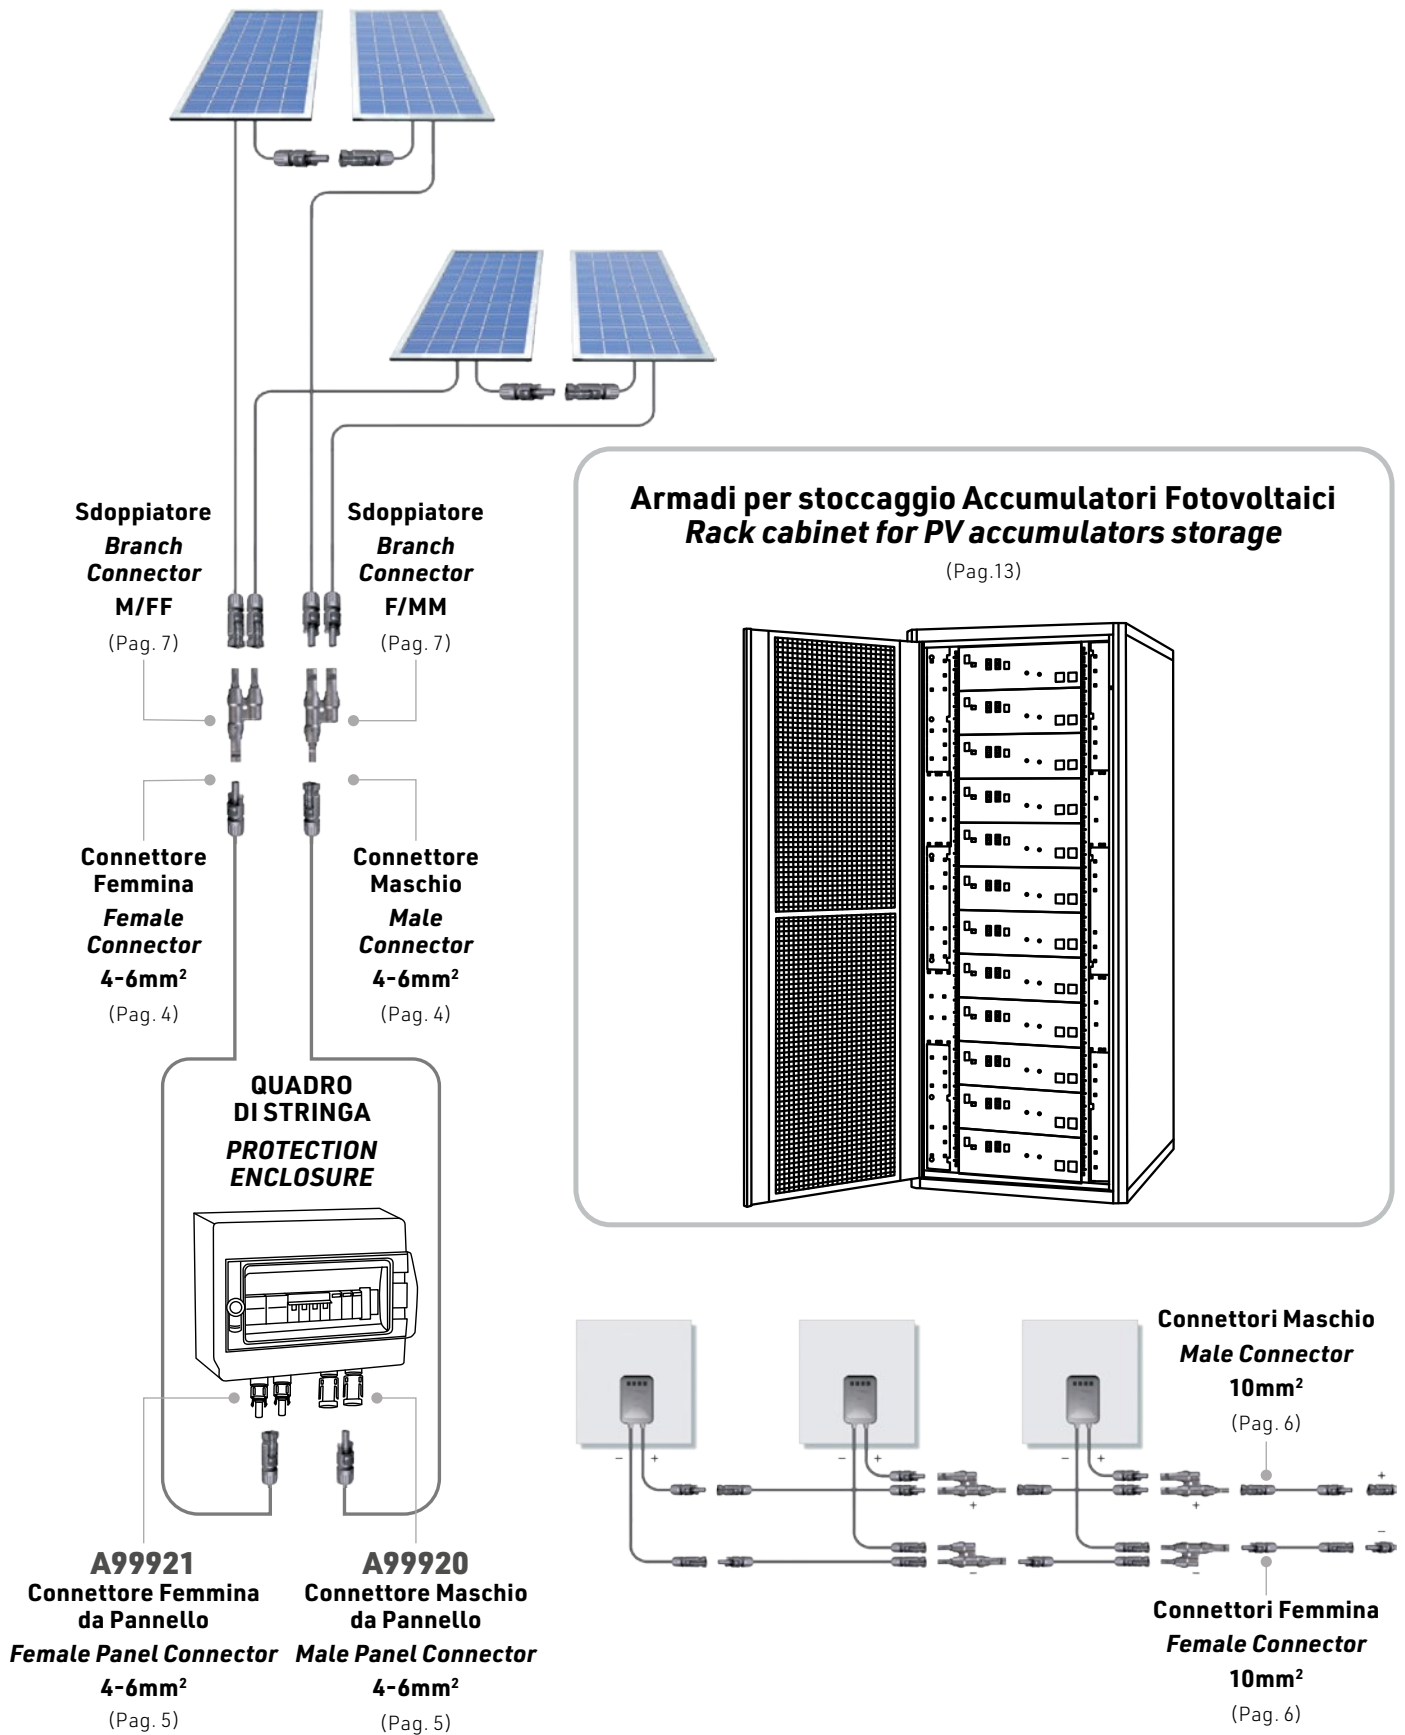 Sdoppiatore
Branch
Connector
M/FF
(Pag. 7)
Sdoppiatore
Branch
Connector
F/MM
(Pag. 7)
Connettore
Femmina
Female
Connector
4-6mm²
(Pag. 4)
Connettore
Maschio
Male
Connector
4-6mm²
(Pag. 4)
QUADRO
DI STRINGA
PROTECTION
ENCLOSURE
A99921
Connettore Femmina
da Pannello
Female Panel Connector
4-6mm²
(Pag. 5)
A99920
Connettore Maschio
da Pannello
Male Panel Connector
4-6mm²
(Pag. 5)
Armadi per stoccaggio Accumulatori Fotovoltaici
Rack cabinet for PV accumulators storage
(Pag.13)
Connettori Maschio
Male Connector
10mm²
(Pag. 6)
– +
– +
– +
+
+
+
–
–
–
Connettori Femmina
Female Connector
10mm²
(Pag. 6)